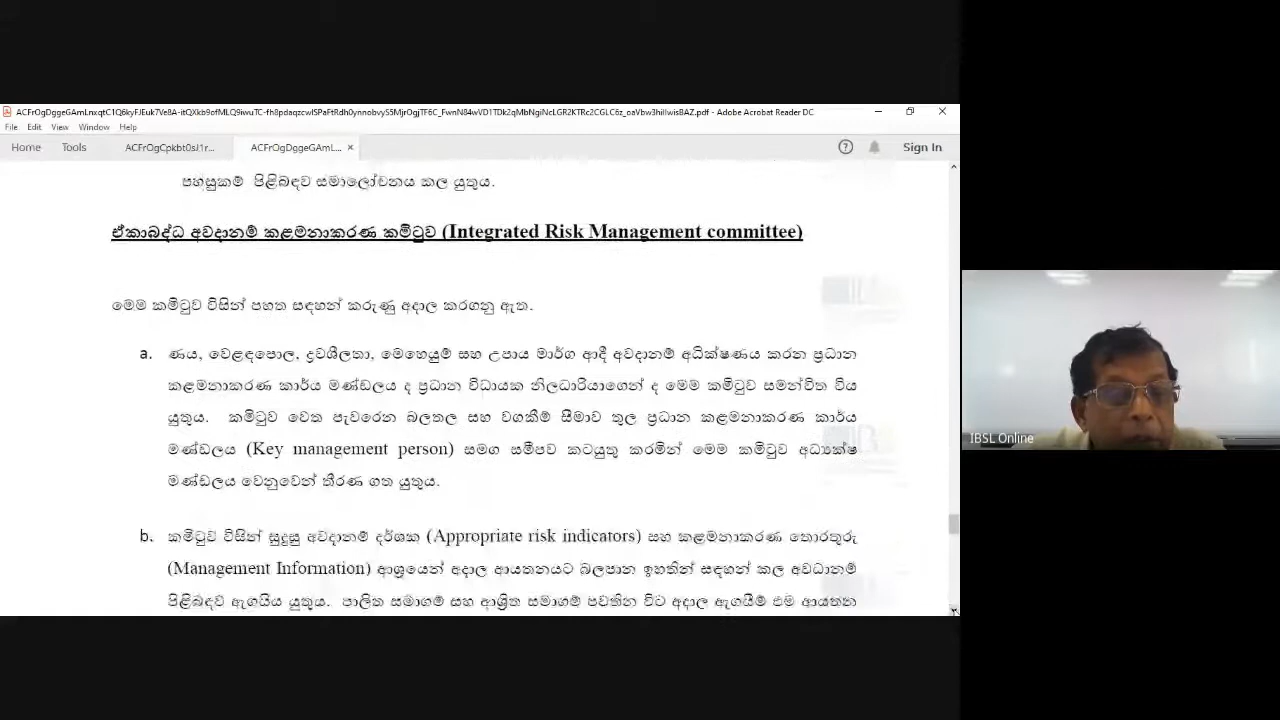 ACFrOgDggeGAmLnxqtC1Q6kyFJEuk7Ve8A-itQXkb9ofMLQ9iwuTC-fh8pdaqzcwISPaFtRdh0ynnobvyS5MjrOgjTF6C_FwnN84wVD1TDk2qMbNgiNcLGR2KTRc2CGLC6z_oaVbw3hiIwisBAZ.pdf - Adobe Acrobat Reader DC
File Edit View Window Help
Home Tools ACFrOgCpkbt0sJ1r... ACFrOgDggeGAmL... × Sign In
පහසුකම් පිළිබඳව සමාලෝචනය කල යුතුය.
ඒකාබද්ධ අවදානම් කළමනාකරණ කමිටුව (Integrated Risk Management committee)
මෙම කමිටුව විසින් පහත සඳහන් කරුණු අදාල කරගනු ඇත.
a. ණය, වෙළඳපොල, ද්‍රවශීලතා, මෙහෙයුම් සහ උපාය මාර්ග ආදී අවදානම් අධික්ෂණය කරන ප්‍රධාන
කළමනාකරණ කාර්ය මණ්ඩලය ද ප්‍රධාන විධායක නිලධාරියාගෙන් ද මෙම කමිටුව සමන්විත විය
යුතුය. කමිටුව වෙත පැවරෙන බලතල සහ වගකීම් සීමාව තුල ප්‍රධාන කළමනාකරණ කාර්ය
මණ්ඩලය (Key management person) සමග සමීපව කටයුතු කරමින් මෙම කමිටුව අධ්‍යක්ෂ
මණ්ඩලය වෙනුවෙන් තීරණ ගත යුතුය.
b. කමිටුව විසින් සුදුසු අවදානම් දර්ශක (Appropriate risk indicators) සහ කළමනාකරණ තොරතුරු
(Management Information) ආශ්‍රයෙන් අදාල ආයතනයට බලපාන ඉහතින් සඳහන් කල අවධානම්
පිළිබඳව ඇගයිය යුතුය. පාලිත සමාගම් සහ ආශ්‍රිත සමාගම් පවතින විට අදාල ඇගයීම් එම ආයතන
IBSL Online